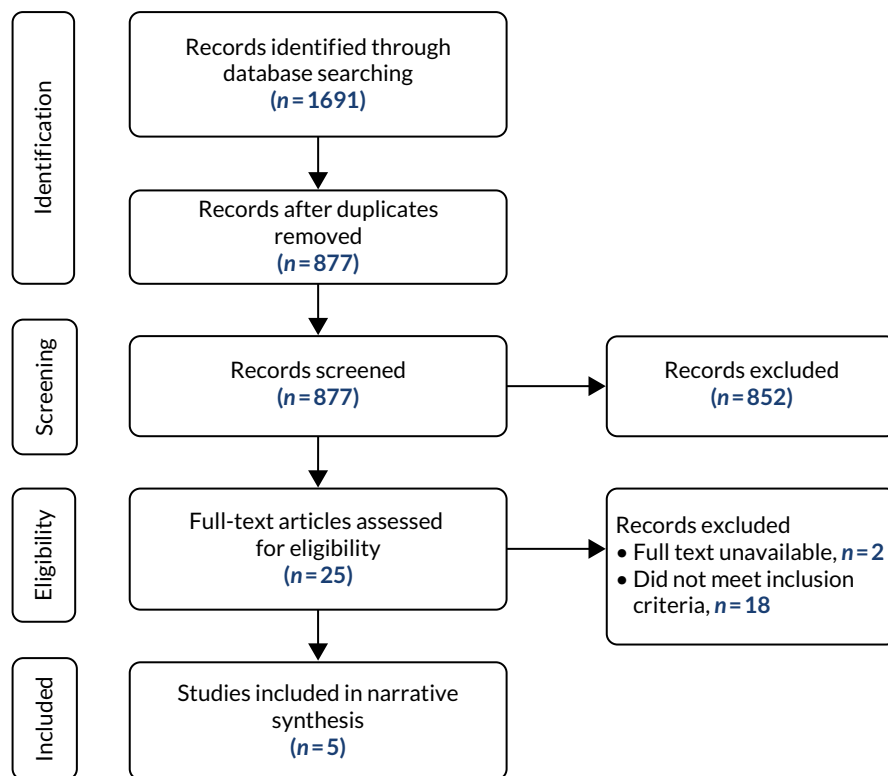 Identification
Records identified through
database searching
(n=1691)
Records after duplicates
removed
(n=877)
Screening
Records screened
(n=877)
Records excluded
(n=852)
Eligibility
Full-text articles assessed
for eligibility
(n=25)
Records excluded
• Full text unavailable, n=2
• Did not meet inclusion
criteria, n=18
Included
Studies included in narrative
synthesis
(n=5)